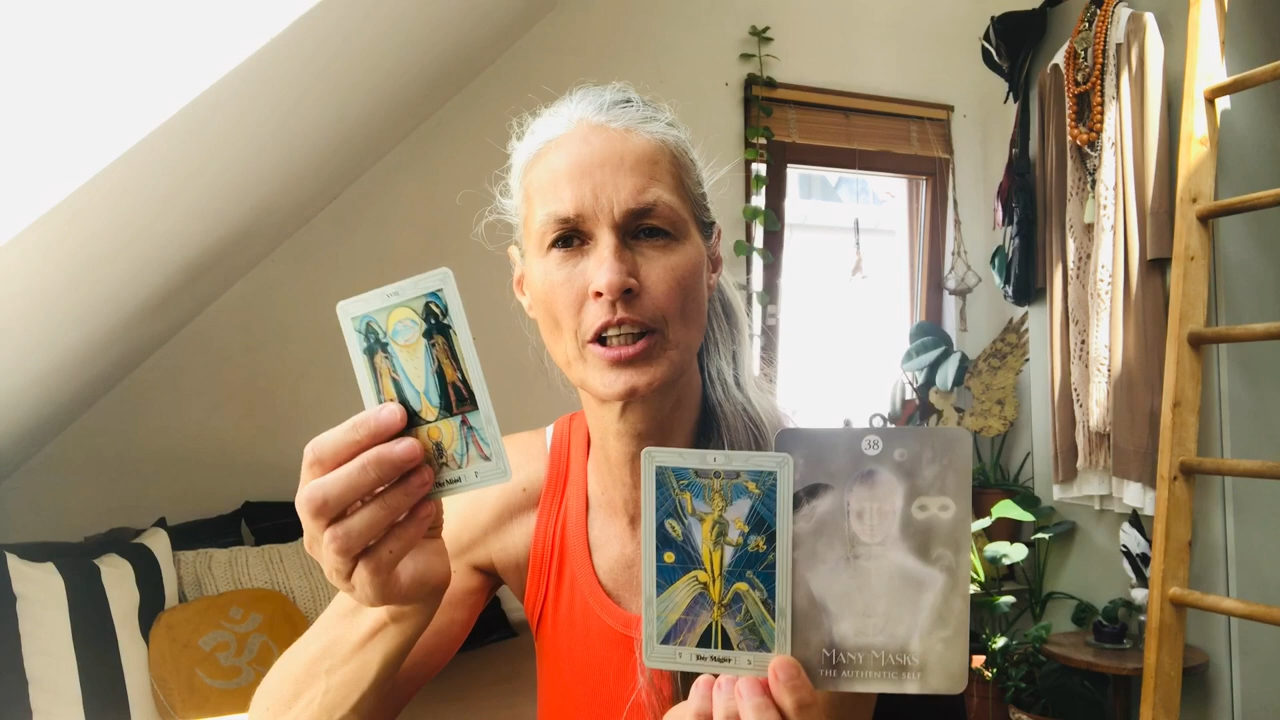 XVIII
Der Mond
I
Der Magier
38
MANY MASKS
THE AUTHENTIC SELF
ॐ